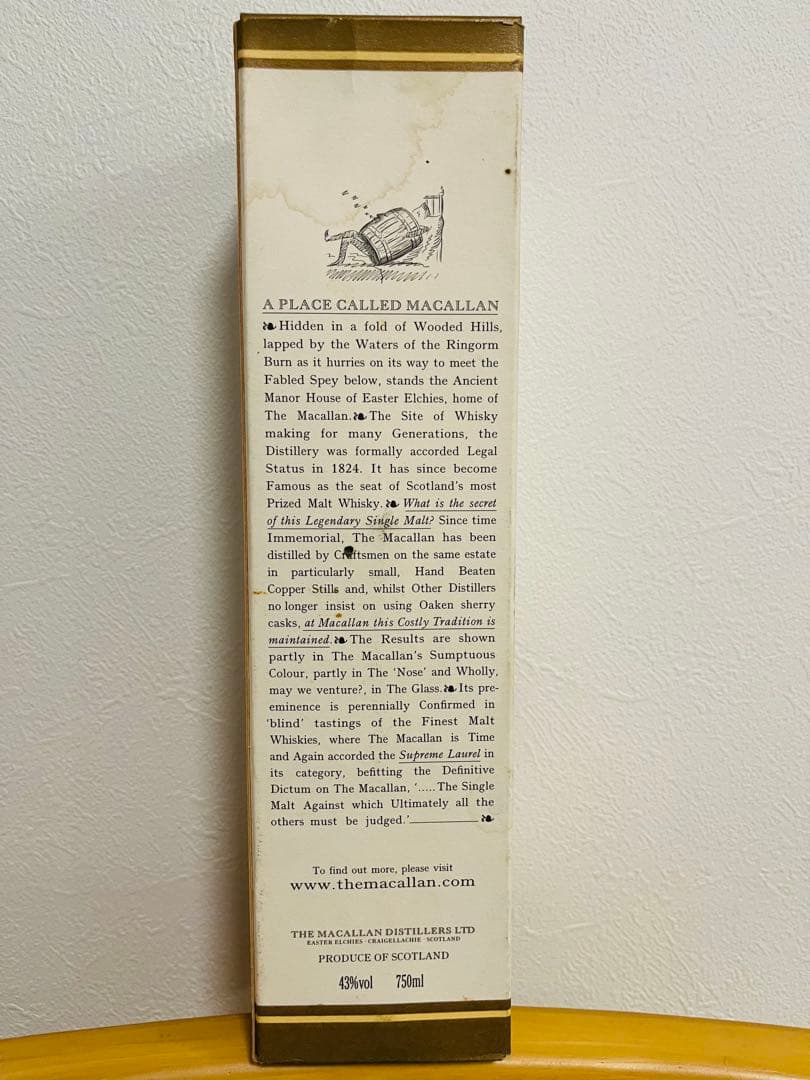 A PLACE CALLED MACALLAN
Hidden in a fold of Wooded Hills,
lapped by the Waters of the Ringorm
Burn as it hurries on its way to meet the
Fabled Spey below, stands the Ancient
Manor House of Easter Elchies, home of
The Macallan. The Site of Whisky
making for many Generations, the
Distillery was formally accorded Legal
Status in 1824. It has since become
Famous as the seat of Scotland's most
Prized Malt Whisky. What is the secret
of this Legendary Single Malt? Since time
Immemorial, The Macallan has been
distilled by Craftsmen on the same estate
in particularly small, Hand Beaten
Copper Stills and, whilst Other Distillers
no longer insist on using Oaken sherry
casks, at Macallan this Costly Tradition is
maintained. The Results are shown
partly in The Macallan's Sumptuous
Colour, partly in The 'Nose' and Wholly,
may we venture?, in The Glass. Its pre-
eminence is perennially Confirmed in
'blind' tastings of the Finest Malt
Whiskies, where The Macallan is Time
and Again accorded the Supreme Laurel in
its category, befitting the Definitive
Dictum on The Macallan, '.....The Single
Malt Against which Ultimately all the
others must be judged.'
To find out more, please visit
www.themacallan.com
THE MACALLAN DISTILLERS LTD
EASTER ELCHIES · CRAIGELLACHIE · SCOTLAND
PRODUCE OF SCOTLAND
43%vol 750ml